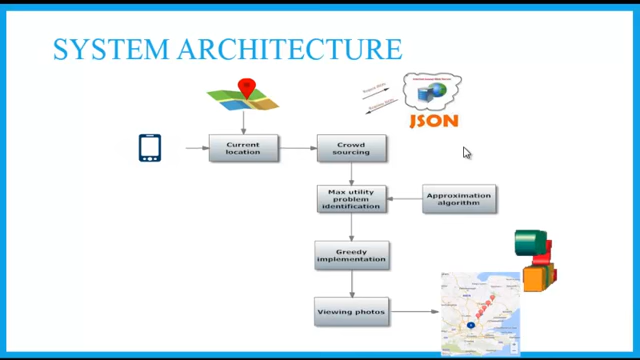 SYSTEM ARCHITECTURE
JSON
Current
location
Crowd
sourcing
Max utility
problem
identification
Approximation
algorithm
Greedy
implementation
Viewing photos